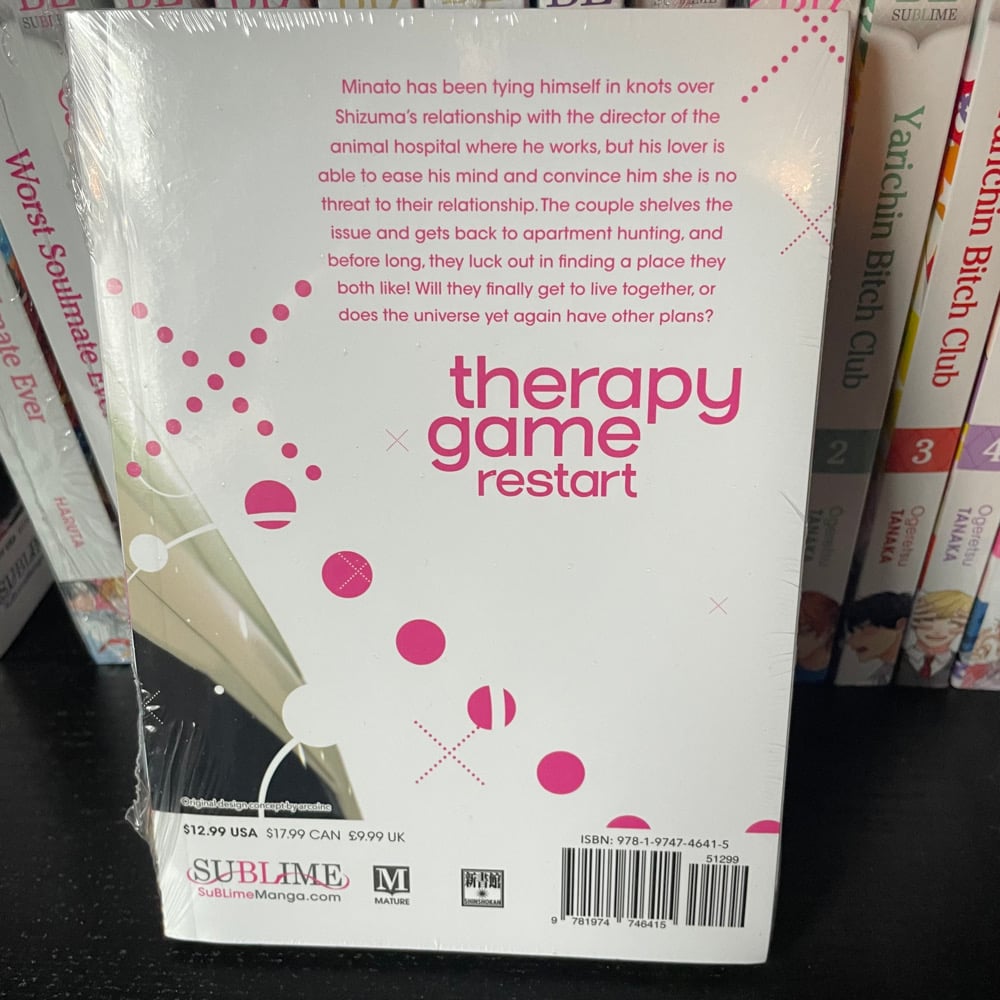 Minato has been tying himself in knots over
Shizuma's relationship with the director of the
animal hospital where he works, but his lover is
able to ease his mind and convince him she is no
threat to their relationship. The couple shelves the
issue and gets back to apartment hunting, and
before long, they luck out in finding a place they
both like! Will they finally get to live together, or
does the universe yet again have other plans?
therapy
game
restart
Original design concept by arcoinc
$12.99 USA $17.99 CAN £9.99 UK
SUBLIME
SuBLimeManga.com
M
MATURE
新書館
SHINSHOKAN
ISBN: 978-1-9747-4641-5
51299
9 781974 746415
Worst Soulmate Ever
mate Ever
HARUTA
SUBLIME
SUBLIME
Yarichin Bitch Club
2
Ogeretsu
TANAKA
Yarichin Bitch Club
3
Ogeretsu
TANAKA
4
Ogeretsu
TANAKA
SUBLIME